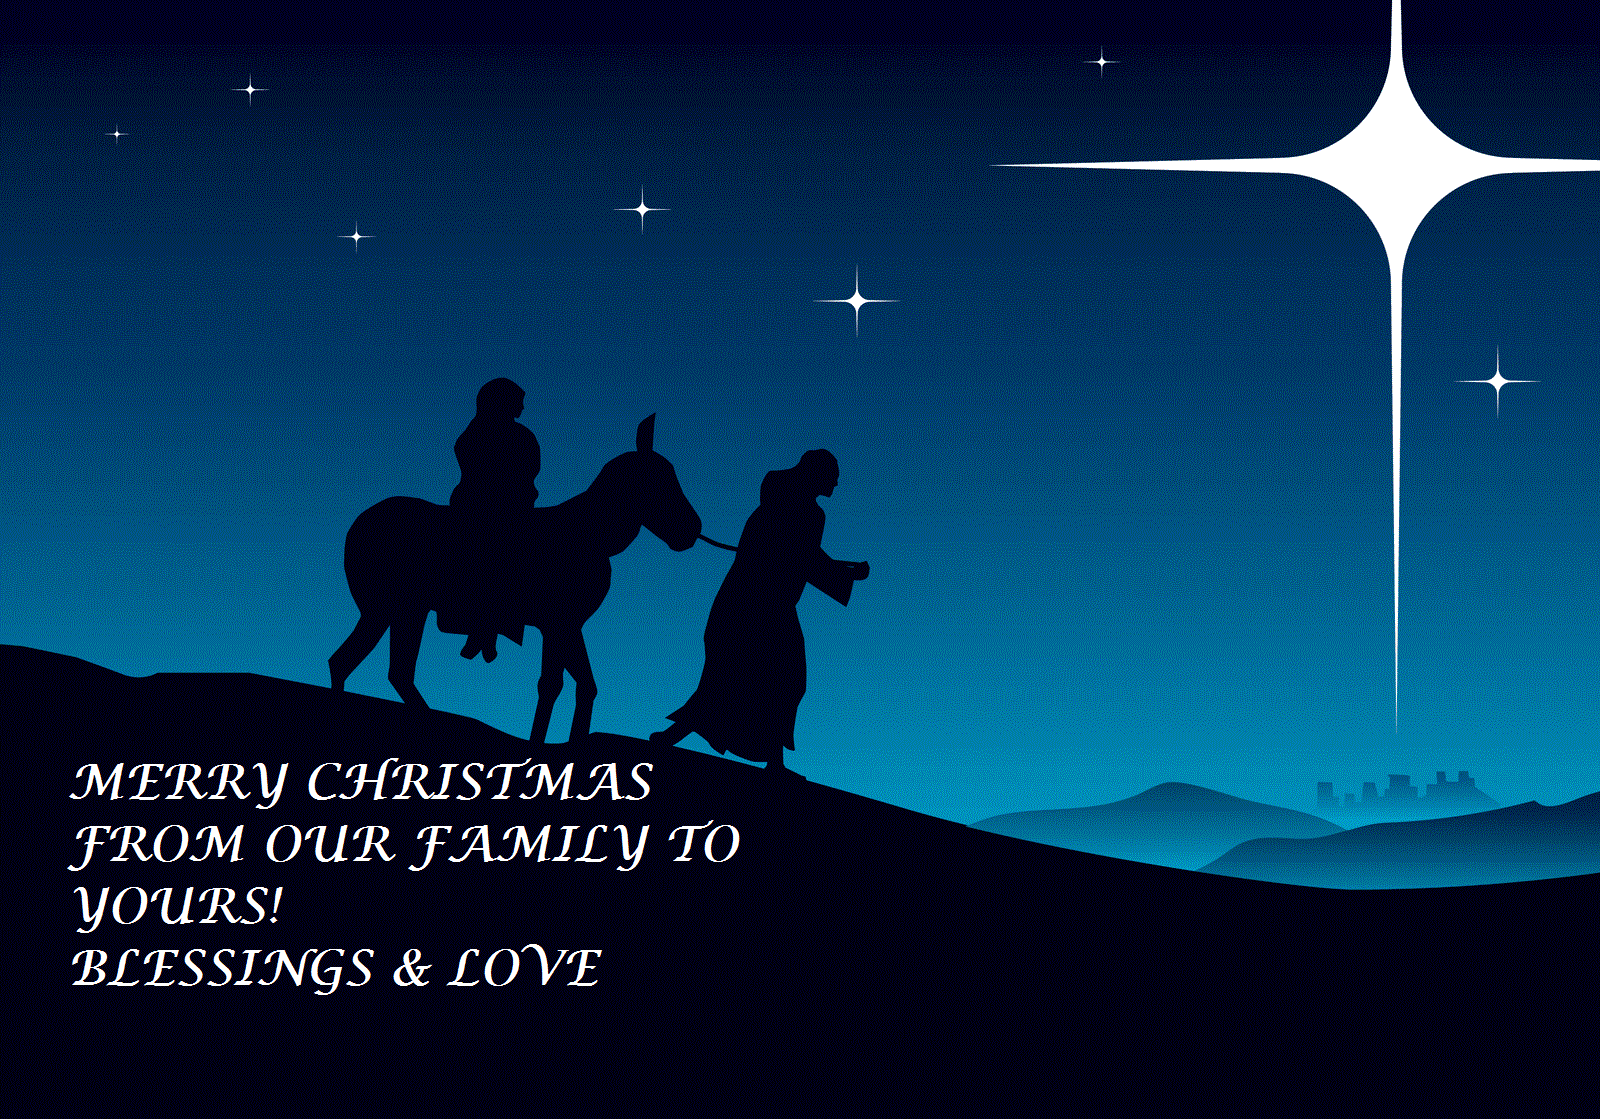 MERRY CHRISTMAS
FROM OUR FAMILY TO
YOURS!
BLESSINGS & LOVE